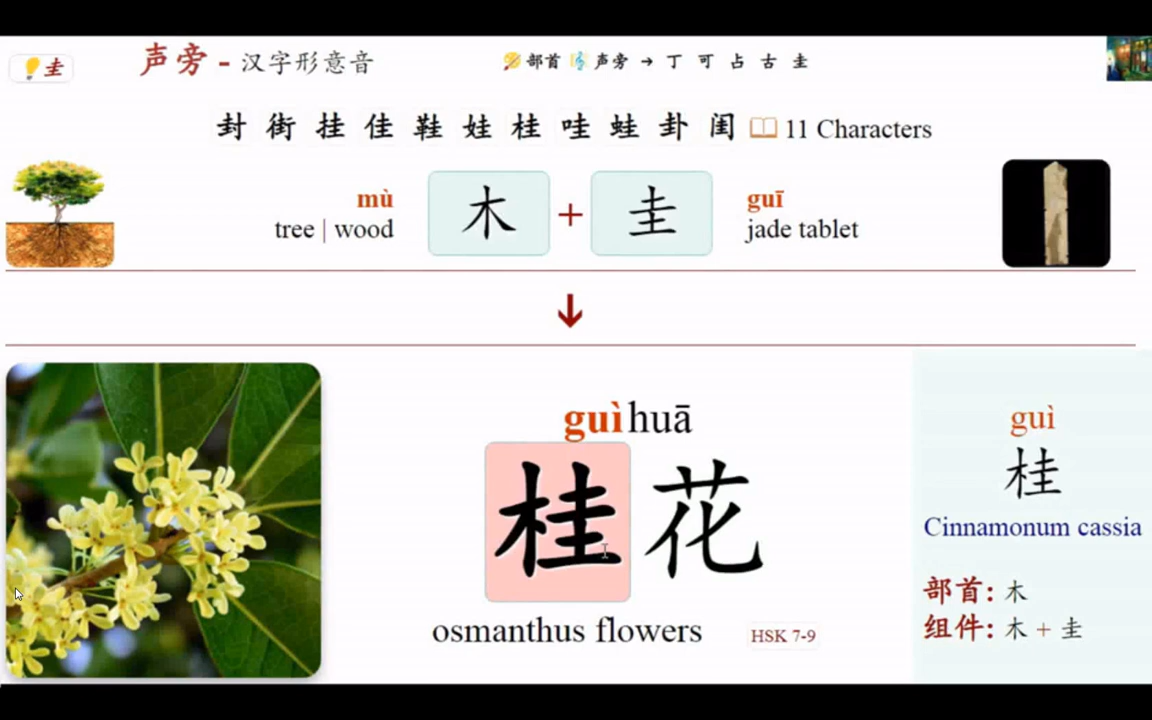 圭
声旁 - 汉字形意音
部首 声旁 → 丁 可 占 古 圭
封 街 挂 佳 鞋 娃 桂 哇 蛙 卦 闺 11 Characters
mù
tree | wood
木 + 圭
guī
jade tablet
↓
guìhuā
桂花
osmanthus flowers
HSK 7-9
guì
桂
Cinnamonum cassia
部首: 木
组件: 木 + 圭